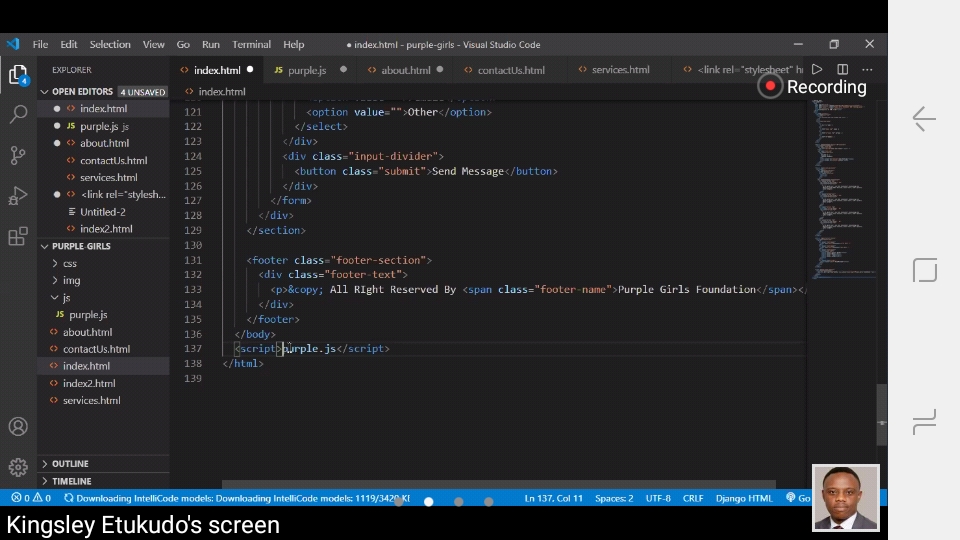 File Edit Selection View Go Run Terminal Help
● index.html - purple-girls - Visual Studio Code
EXPLORER
index.html ● purple.js ● about.html ● contactUs.html services.html <link rel="stylesheet" h
Recording
OPEN EDITORS 4 UNSAVED
index.html
index.html
JS purple.js js
about.html
contactUs.html
services.html
<link rel="stylesh...
Untitled-2
index2.html
PURPLE-GIRLS
css
img
js
JS purple.js
about.html
contactUs.html
index.html
index2.html
services.html
OUTLINE
TIMELINE
121 <option value="">Other</option>
122 </select>
123 </div>
124 <div class="input-divider">
125 <button class="submit">Send Message</button>
126 </div>
127 </form>
128 </div>
129 </section>
130
131 <footer class="footer-section">
132 <div class="footer-text">
133 <p>&copy; All RIght Reserved By <span class="footer-name">Purple Girls Foundation</span></
134 </div>
135 </footer>
136 </body>
137 <script>purple.js</script>
138 </html>
139
4
0 0 Downloading IntelliCode models: Downloading IntelliCode models: 1119/3420 KI Ln 137, Col 11 Spaces: 2 UTF-8 CRLF Django HTML Go
Kingsley Etukudo's screen